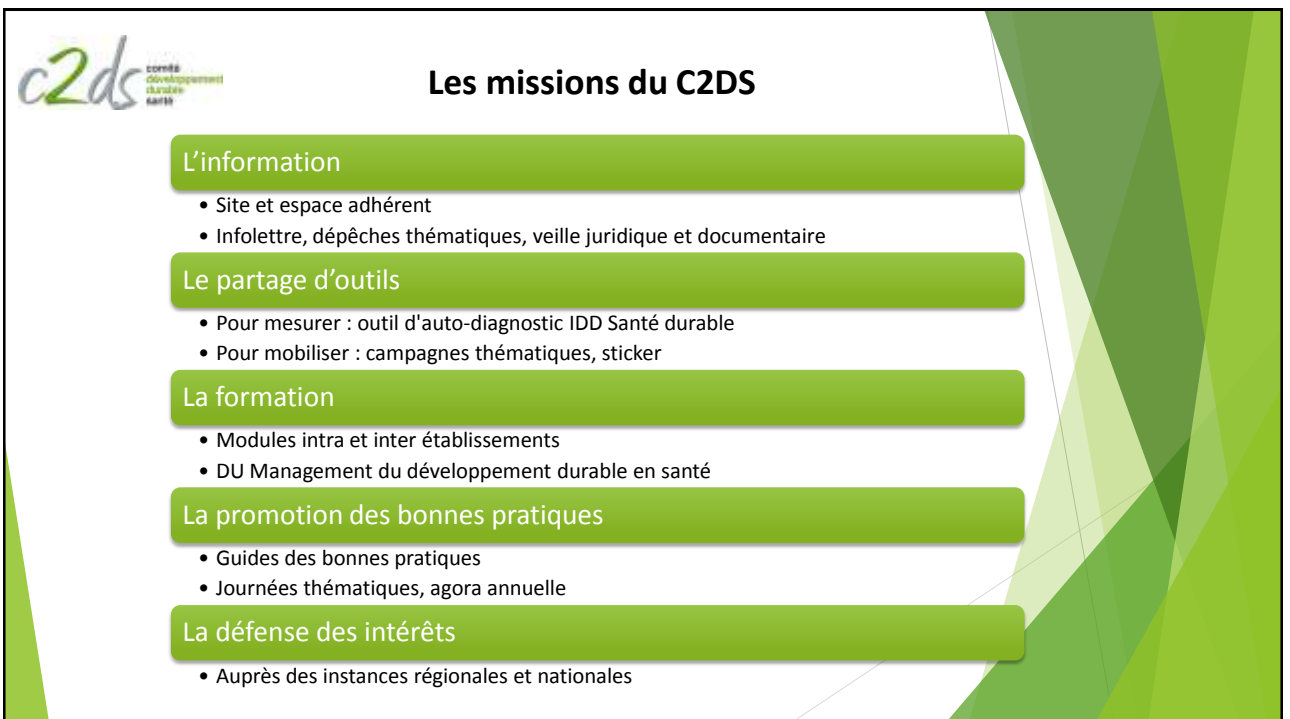 c2ds
comité
développement
durable
santé
Les missions du C2DS
L’information
• Site et espace adhérent
• Infolettre, dépêches thématiques, veille juridique et documentaire
Le partage d’outils
• Pour mesurer : outil d'auto-diagnostic IDD Santé durable
• Pour mobiliser : campagnes thématiques, sticker
La formation
• Modules intra et inter établissements
• DU Management du développement durable en santé
La promotion des bonnes pratiques
• Guides des bonnes pratiques
• Journées thématiques, agora annuelle
La défense des intérêts
• Auprès des instances régionales et nationales